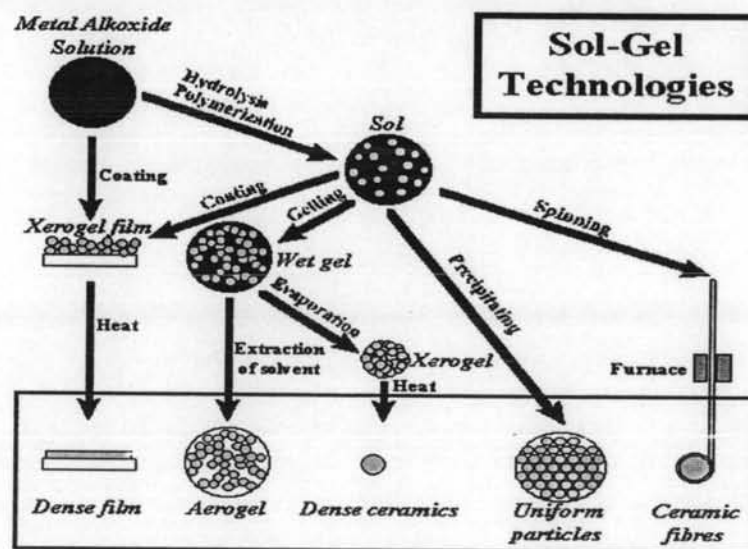 Metal Alkoxide
Solution
Sol-Gel
Technologies
Hydrolysis
Polymerization
Sol
Coating
Coating
Gelling
Spinning
Xerogel film
Wet gel
Precipitating
Evaporation
Heat
Extraction
of solvent
Xerogel
Heat
Furnace
Dense film
Aerogel
Dense ceramics
Uniform
particles
Ceramic
fibres